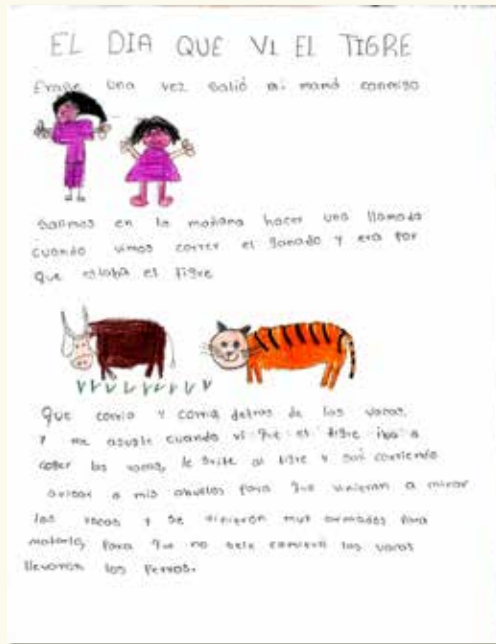 EL DIA QUE VI EL TIGRE
Erase una vez salió mi mamá conmigo
salimos en la mañana hacer una llamada
cuando vimos correr el ganado y era por
que estaba el tigre
Que corria y corria detras de las vacas.
Y me asuste cuando vi que el tigre iba a
coger las vacas, le grite al tigre y sali corriendo
avisar a mis abuelos para que vinieran a mirar
las vacas y se vinieron muy armados para
matarlo, para que no se comiera las vacas
llevaron los perros.